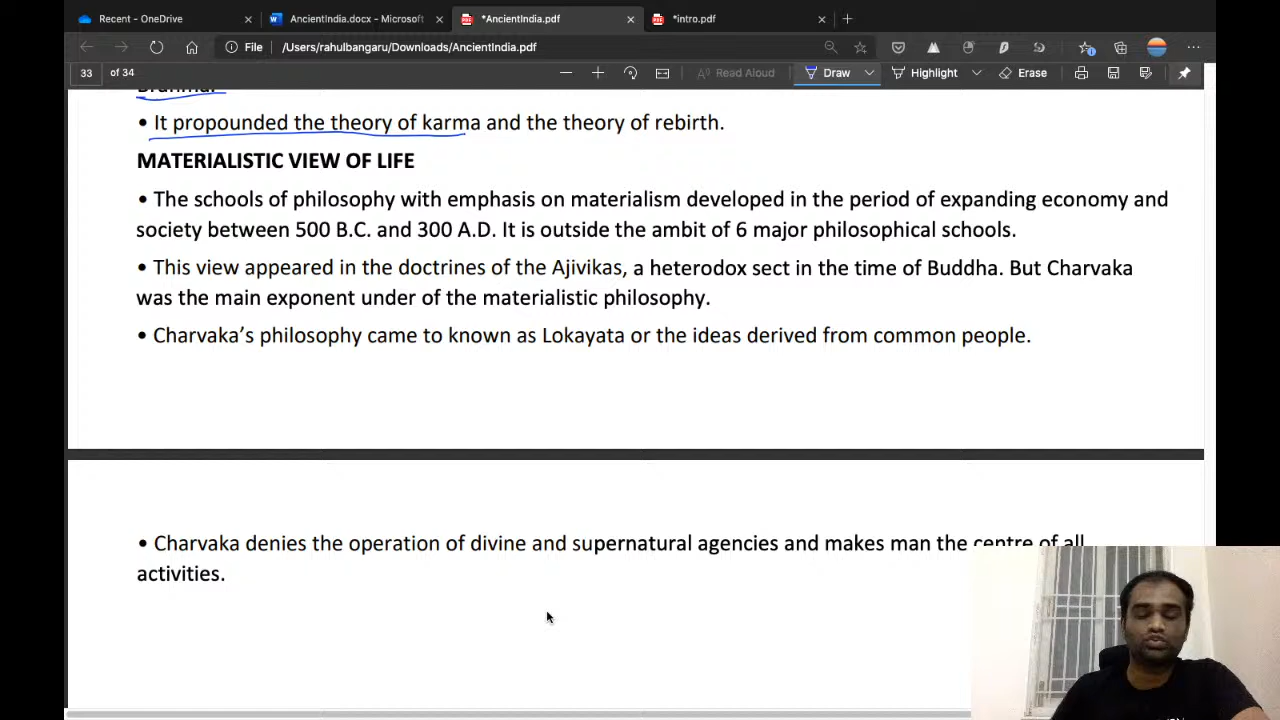 Recent - OneDrive
AncientIndia.docx - Microsoft
*AncientIndia.pdf
*intro.pdf
File /Users/rahulbangaru/Downloads/AncientIndia.pdf
33 of 34 Read Aloud Draw Highlight Erase
• It propounded the theory of karma and the theory of rebirth.
MATERIALISTIC VIEW OF LIFE
• The schools of philosophy with emphasis on materialism developed in the period of expanding economy and
society between 500 B.C. and 300 A.D. It is outside the ambit of 6 major philosophical schools.
• This view appeared in the doctrines of the Ajivikas, a heterodox sect in the time of Buddha. But Charvaka
was the main exponent under of the materialistic philosophy.
• Charvaka’s philosophy came to known as Lokayata or the ideas derived from common people.
• Charvaka denies the operation of divine and supernatural agencies and makes man the centre of all
activities.